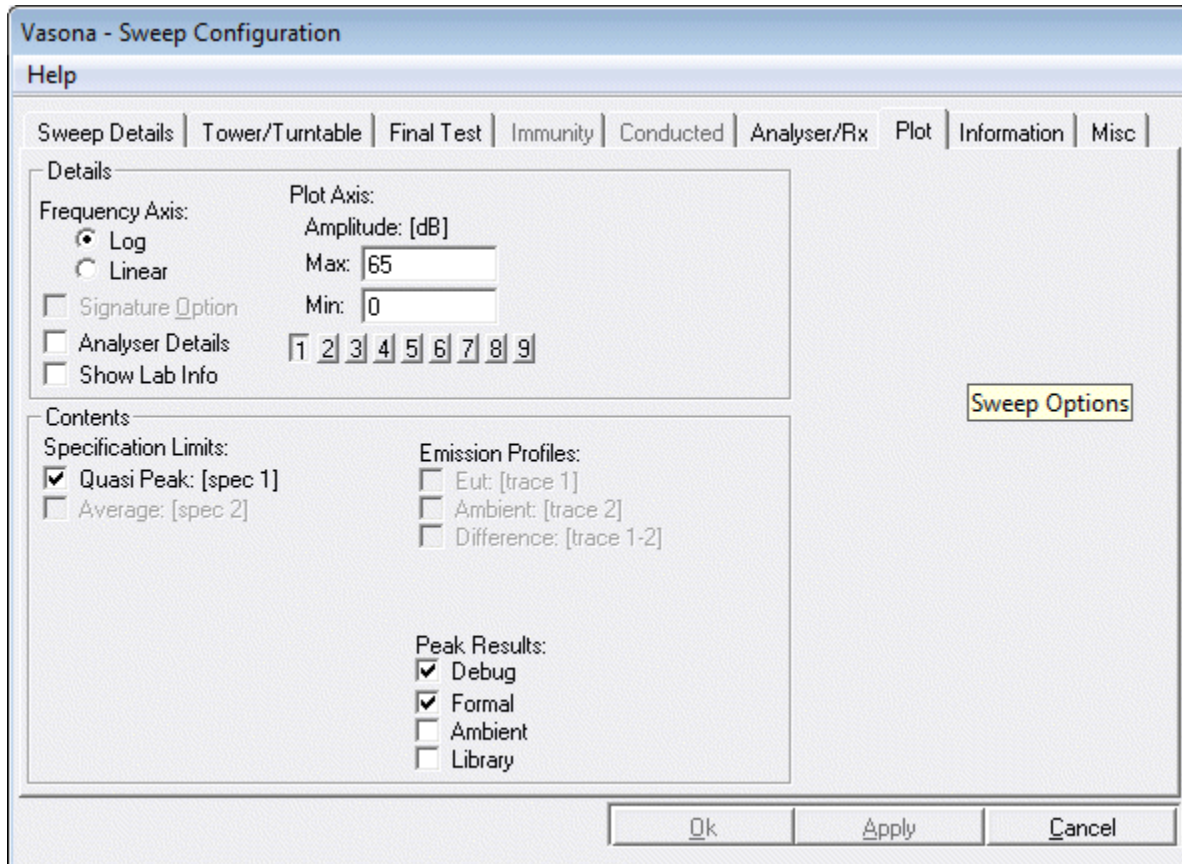 Vasona - Sweep Configuration
Help
Sweep Details Tower/Turntable Final Test Immunity Conducted Analyser/Rx Plot Information Misc
Details
Frequency Axis:
Log
Linear
Signature Option
Analyser Details
Show Lab Info
Plot Axis:
Amplitude: [dB]
Max: 65
Min: 0
1 2 3 4 5 6 7 8 9
Sweep Options
Contents
Specification Limits:
Quasi Peak: [spec 1]
Average: [spec 2]
Emission Profiles:
Eut: [trace 1]
Ambient: [trace 2]
Difference: [trace 1-2]
Peak Results:
Debug
Formal
Ambient
Library
Ok Apply Cancel